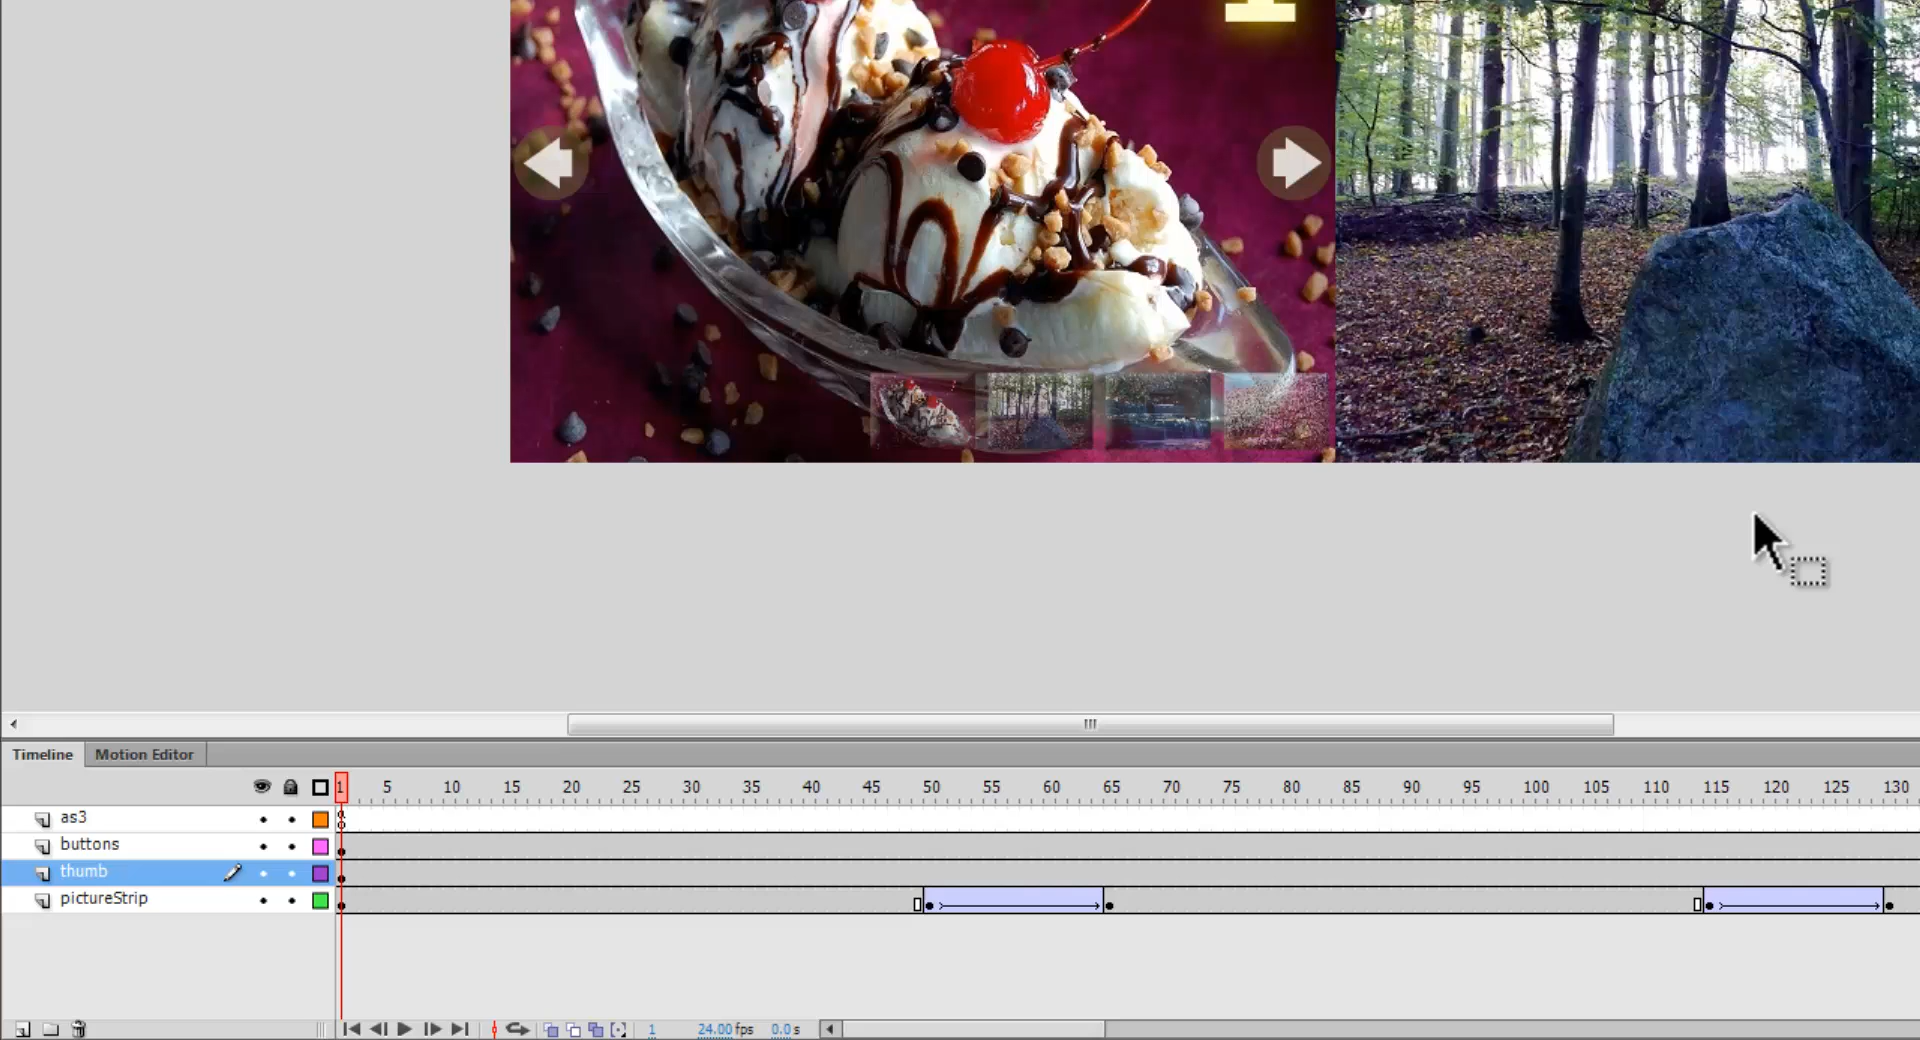 Timeline Motion Editor
1 5 10 15 20 25 30 35 40 45 50 55 60 65 70 75 80 85 90 95 100 105 110 115 120 125 130
as3
buttons
thumb
pictureStrip
1 24.00 fps 0.0 s